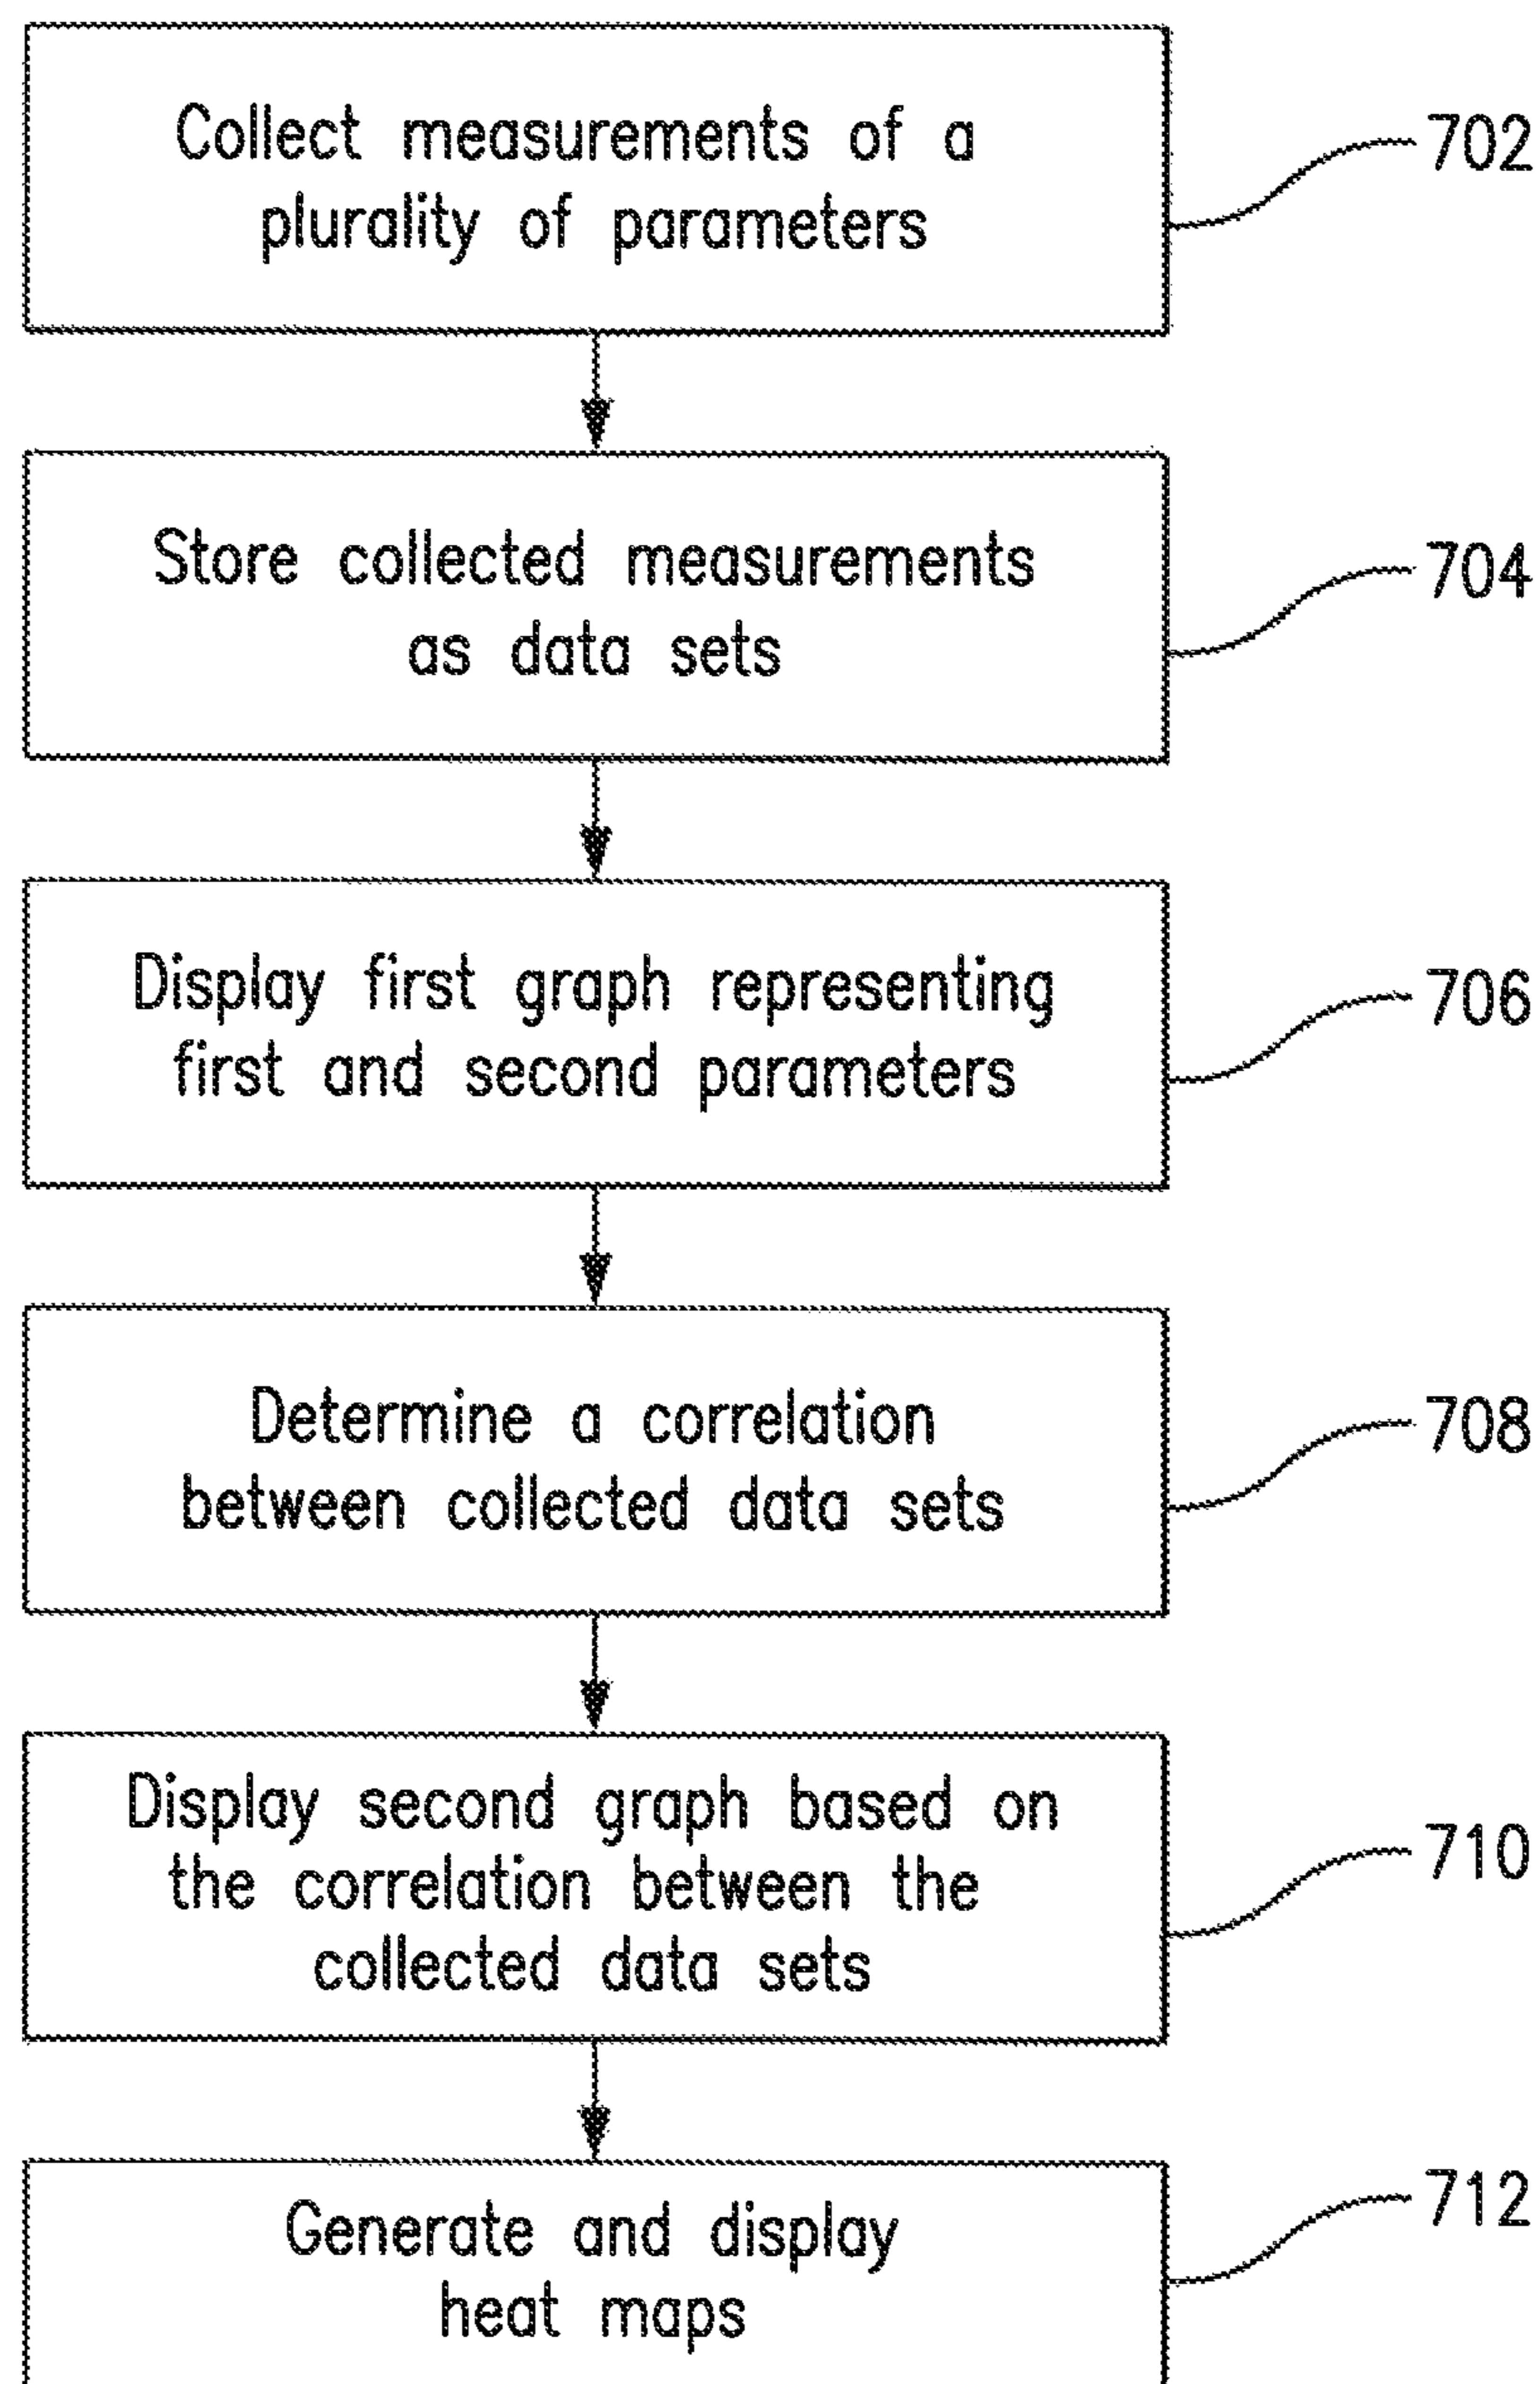 Collect measurements of a
plurality of parameters
702
Store collected measurements
as data sets
704
Display first graph representing
first and second parameters
706
Determine a correlation
between collected data sets
708
Display second graph based on
the correlation between the
collected data sets
710
Generate and display
heat maps
712